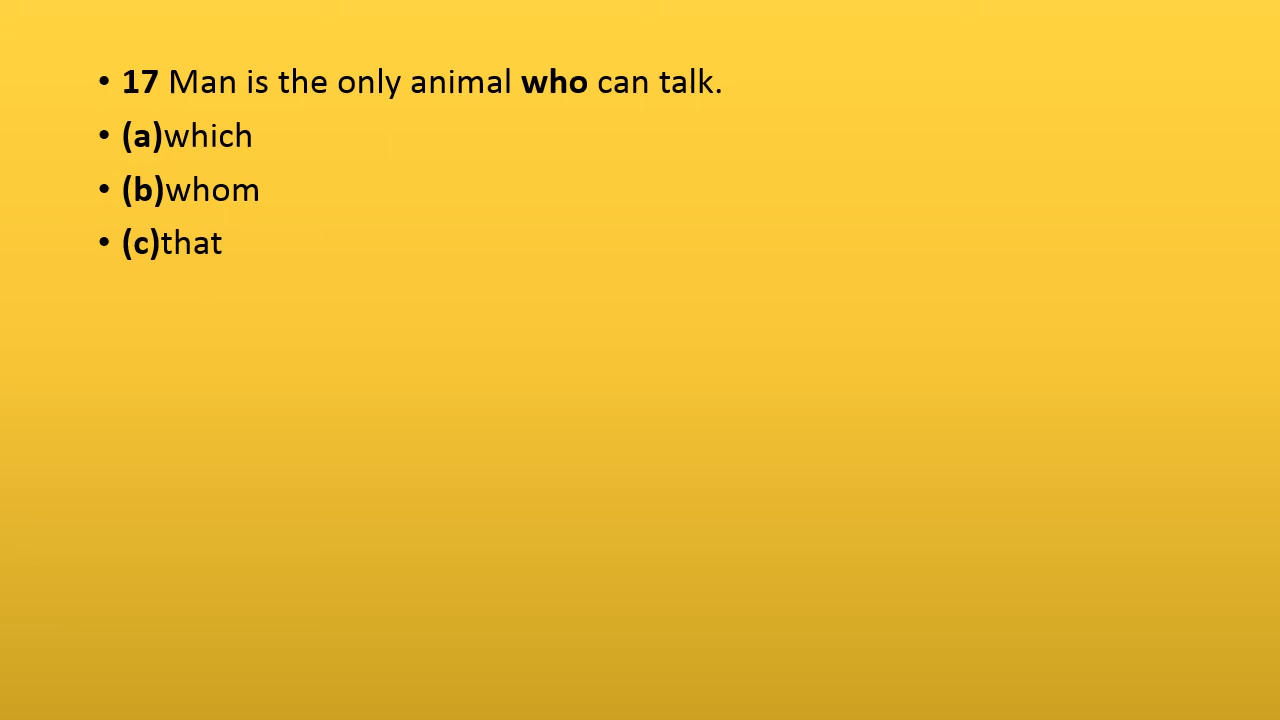 • 17 Man is the only animal who can talk.
• (a)which
• (b)whom
• (c)that